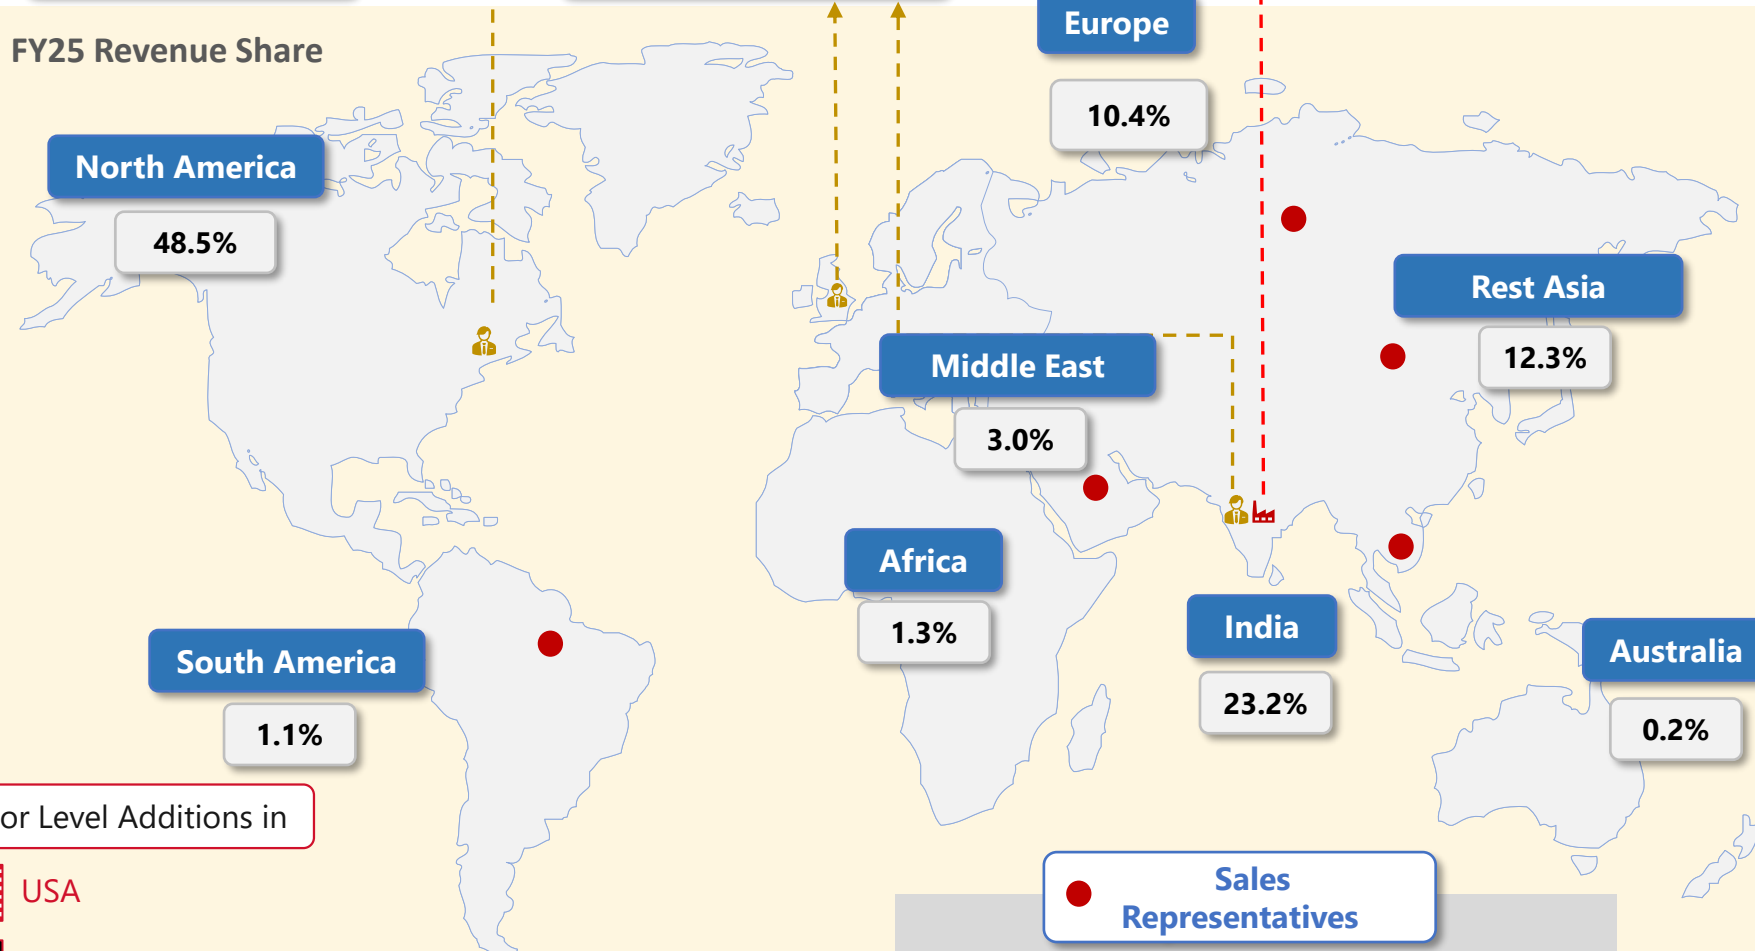 FY25 Revenue Share
Europe
10.4%
North America
48.5%
Rest Asia
12.3%
Middle East
3.0%
Africa
1.3%
India
23.2%
South America
1.1%
Australia
0.2%
or Level Additions in
USA
Sales
Representatives